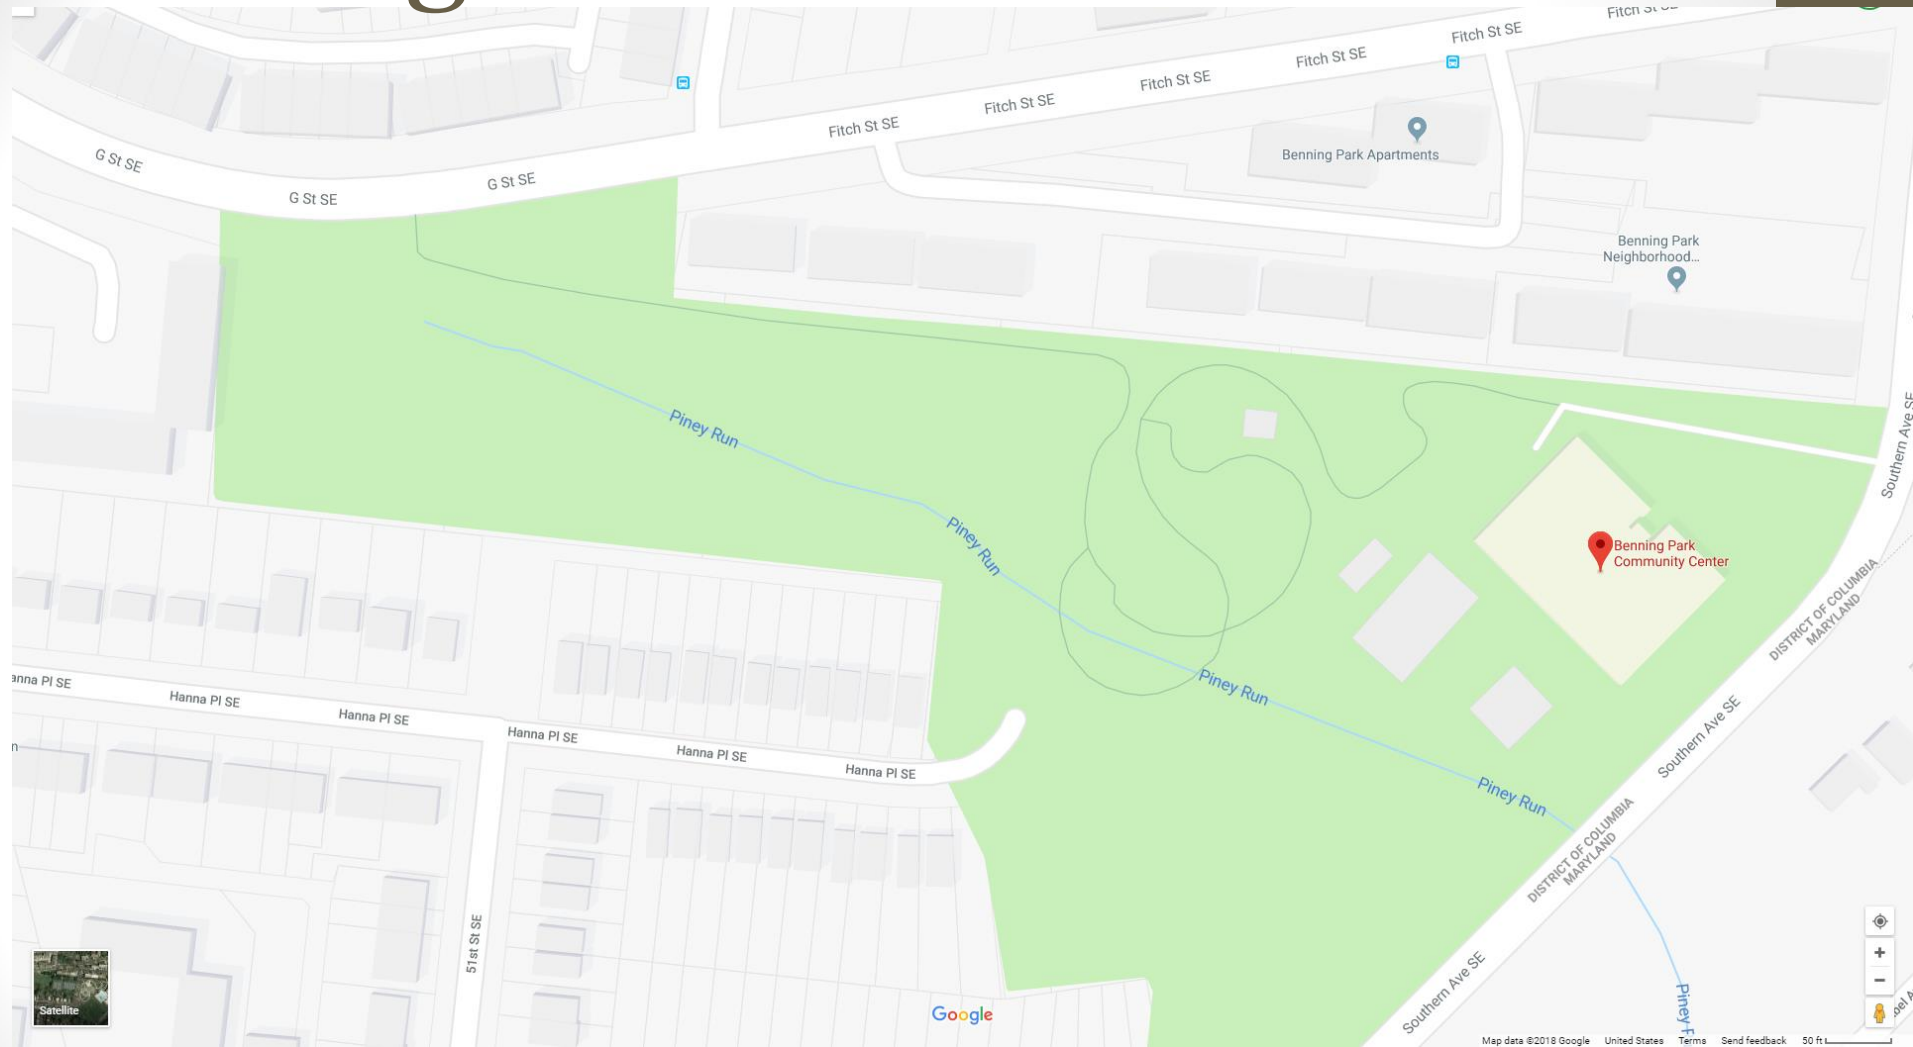 g
Fitch St SE
Fitch St SE
Fitch St SE
Fitch St SE
Fitch St SE
Fitch St SE
G St SE
G St SE
G St SE
Benning Park Apartments
Benning Park
Neighborhood...
Southern Ave SE
Piney Run
Piney Run
Benning Park
Community Center
DISTRICT OF COLUMBIA
MARYLAND
Piney Run
Hanna Pl SE
Hanna Pl SE
Hanna Pl SE
Hanna Pl SE
Hanna Pl SE
Southern Ave SE
n
Piney Run
DISTRICT OF COLUMBIA
MARYLAND
51st St SE
Southern Ave SE
Piney
Satellite
Google
Map data ©2018 Google United States Terms Send feedback 50 ft